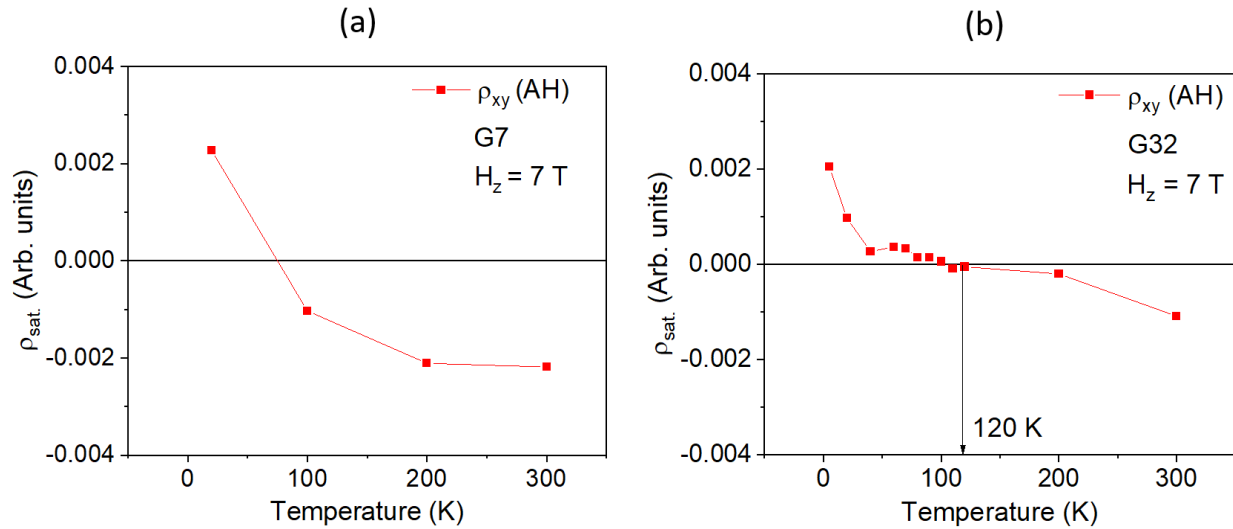 (a)
0.004
0.002
0.000
-0.002
-0.004
ρsat. (Arb. units)
ρxy (AH)
G7
Hz = 7 T
0
100
200
300
Temperature (K)
(b)
0.004
0.002
0.000
-0.002
-0.004
ρsat. (Arb. units)
ρxy (AH)
G32
Hz = 7 T
120 K
0
100
200
300
Temperature (K)